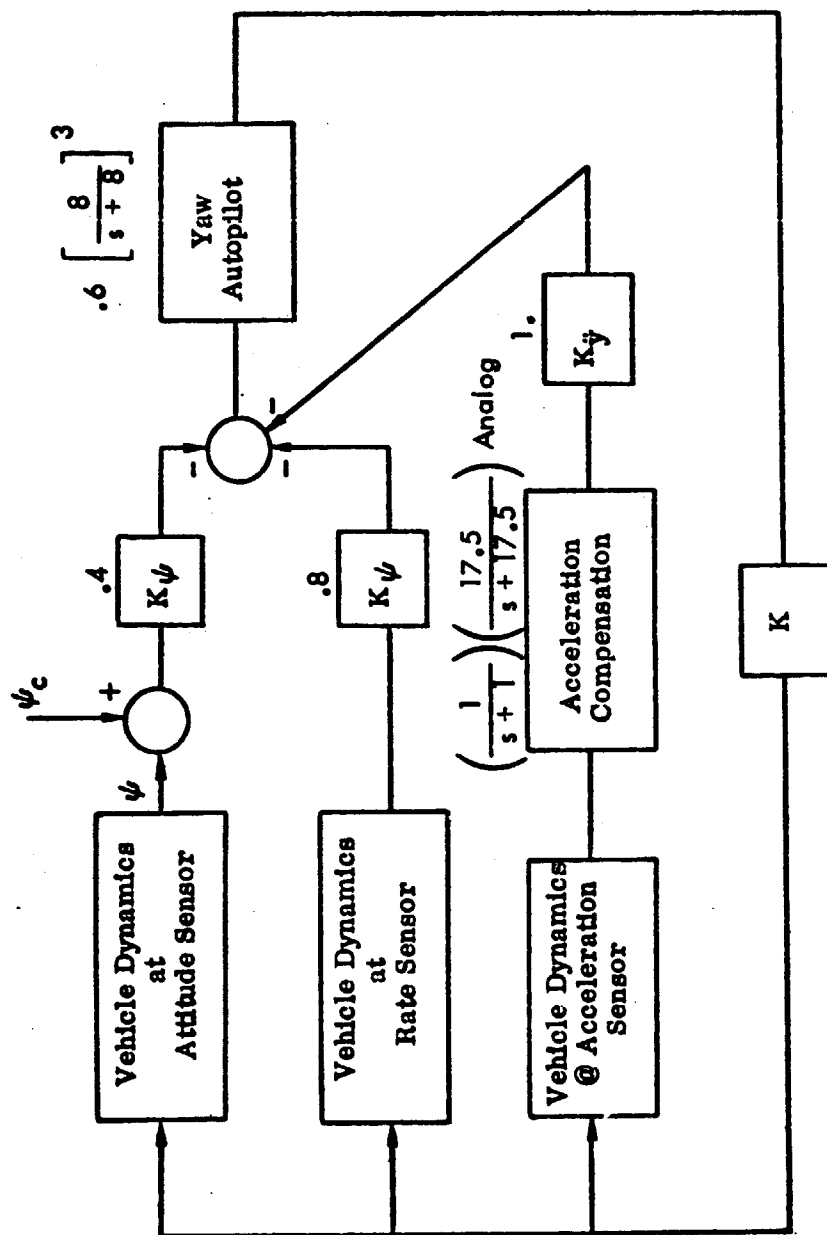 Vehicle Dynamics
at
Attitude Sensor
ψ
ψc
+
.4
Kψ
-
-
-
.6 [ 8 / s + 8 ] 3
Yaw
Autopilot
Vehicle Dynamics
at
Rate Sensor
.8
Kψ
Vehicle Dynamics
@ Acceleration
Sensor
( 1 / s + 1 ) ( 17.5 / s + 17.5 ) Analog
Acceleration
Compensation
1.
Kÿ
K